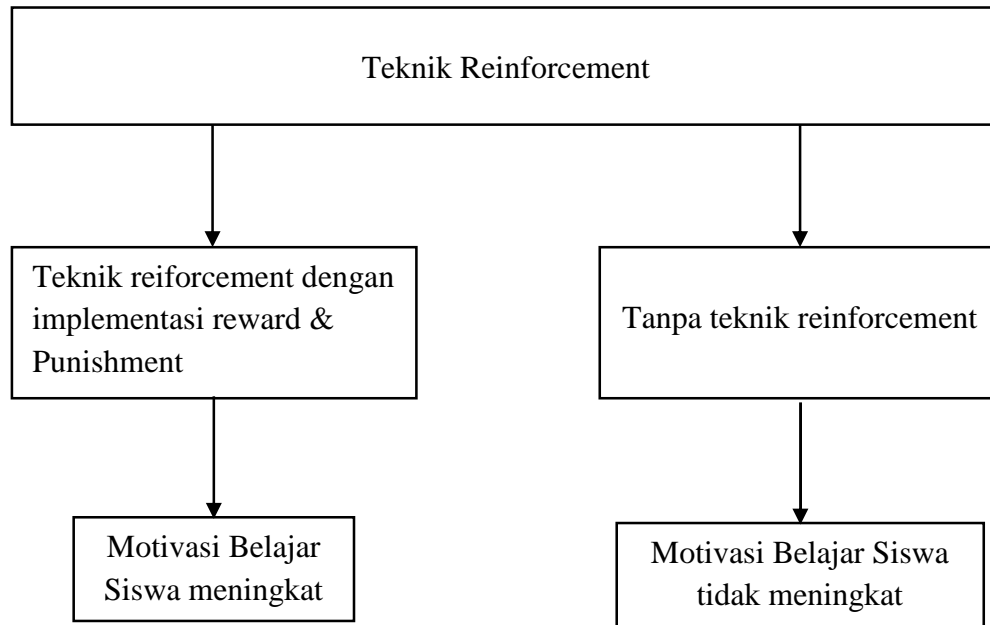 Teknik Reinforcement
Teknik reiforcement dengan
implementasi reward &
Punishment
Tanpa teknik reinforcement
Motivasi Belajar
Siswa meningkat
Motivasi Belajar Siswa
tidak meningkat